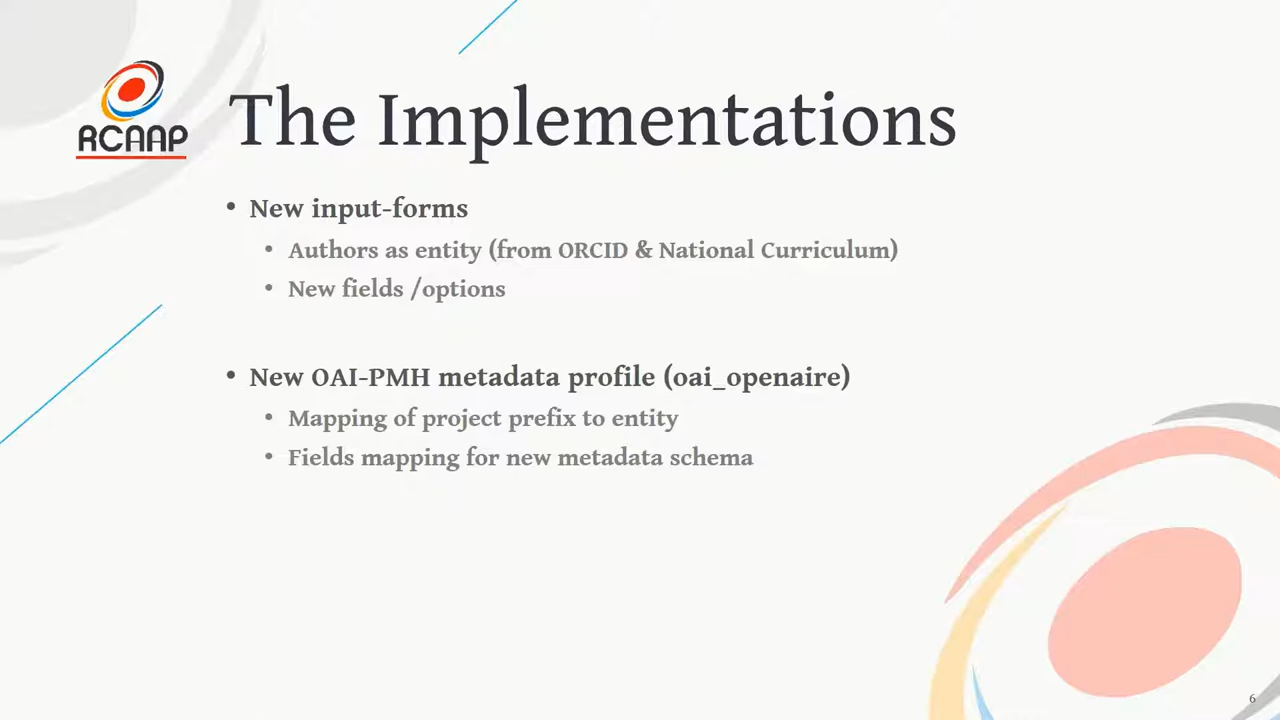 RCAAP
The Implementations
• New input-forms
• Authors as entity (from ORCID & National Curriculum)
• New fields /options
• New OAI-PMH metadata profile (oai_openaire)
• Mapping of project prefix to entity
• Fields mapping for new metadata schema
6